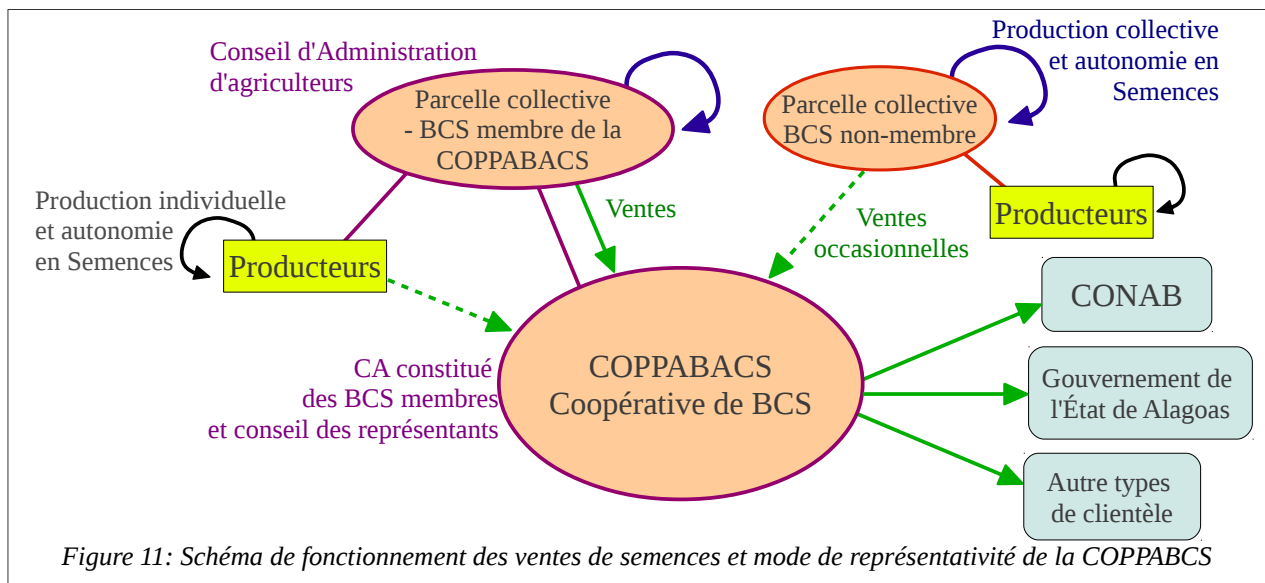 Conseil d'Administration
d'agriculteurs
Parcelle collective
- BCS membre de la
COPPABACS
Parcelle collective
BCS non-membre
Production collective
et autonomie en
Semences
Production individuelle
et autonomie
en Semences
Producteurs
Ventes
Ventes
occasionnelles
Producteurs
CA constitué
des BCS membres
et conseil des représentants
COPPABACS
Coopérative de BCS
CONAB
Gouvernement de
l'État de Alagoas
Autre types
de clientèle
Figure 11: Schéma de fonctionnement des ventes de semences et mode de représentativité de la COPPABCS